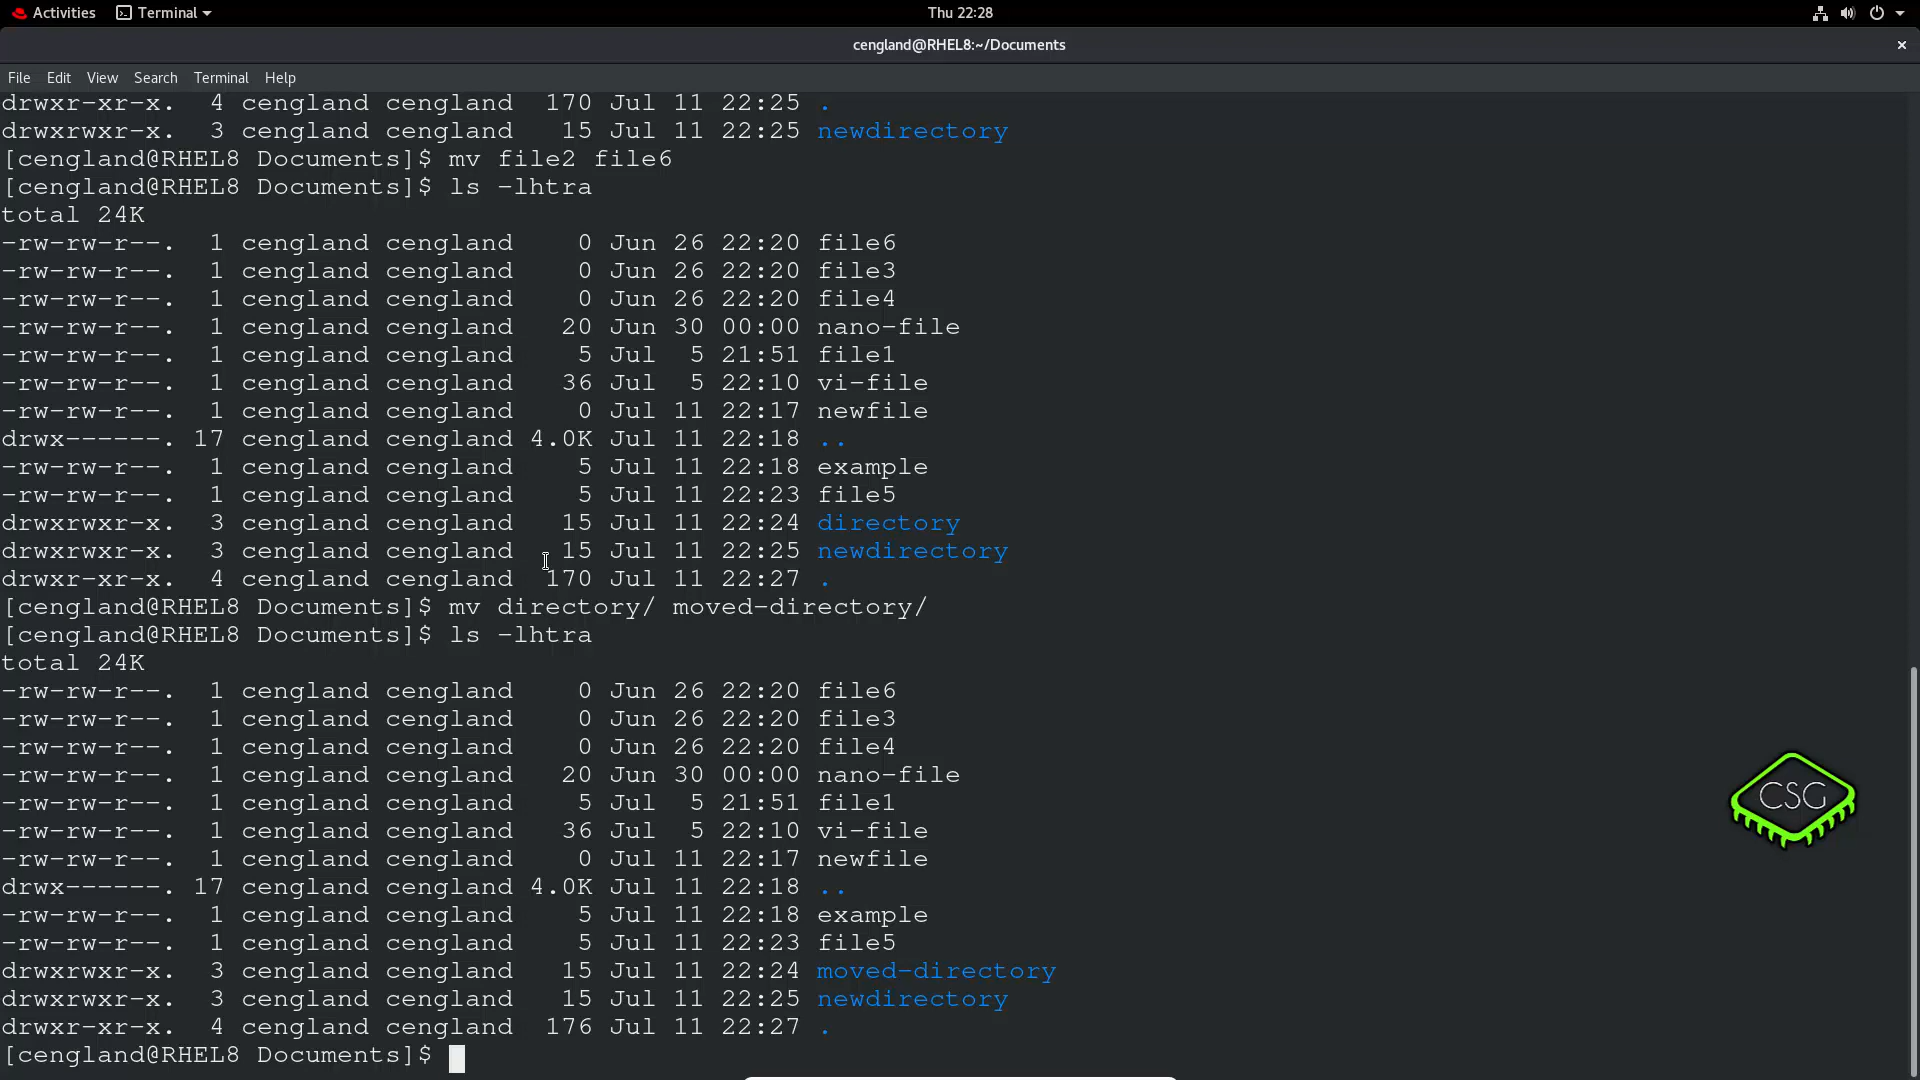 Activities Terminal Thu 22:28
cengland@RHEL8:~/Documents ×
File Edit View Search Terminal Help
drwxr-xr-x. 4 cengland cengland 170 Jul 11 22:25 .
drwxrwxr-x. 3 cengland cengland 15 Jul 11 22:25 newdirectory
[cengland@RHEL8 Documents]$ mv file2 file6
[cengland@RHEL8 Documents]$ ls -lhtra
total 24K
-rw-rw-r--. 1 cengland cengland 0 Jun 26 22:20 file6
-rw-rw-r--. 1 cengland cengland 0 Jun 26 22:20 file3
-rw-rw-r--. 1 cengland cengland 0 Jun 26 22:20 file4
-rw-rw-r--. 1 cengland cengland 20 Jun 30 00:00 nano-file
-rw-rw-r--. 1 cengland cengland 5 Jul 5 21:51 file1
-rw-rw-r--. 1 cengland cengland 36 Jul 5 22:10 vi-file
-rw-rw-r--. 1 cengland cengland 0 Jul 11 22:17 newfile
drwx------. 17 cengland cengland 4.0K Jul 11 22:18 ..
-rw-rw-r--. 1 cengland cengland 5 Jul 11 22:18 example
-rw-rw-r--. 1 cengland cengland 5 Jul 11 22:23 file5
drwxrwxr-x. 3 cengland cengland 15 Jul 11 22:24 directory
drwxrwxr-x. 3 cengland cengland 15 Jul 11 22:25 newdirectory
drwxr-xr-x. 4 cengland cengland 170 Jul 11 22:27 .
[cengland@RHEL8 Documents]$ mv directory/ moved-directory/
[cengland@RHEL8 Documents]$ ls -lhtra
total 24K
-rw-rw-r--. 1 cengland cengland 0 Jun 26 22:20 file6
-rw-rw-r--. 1 cengland cengland 0 Jun 26 22:20 file3
-rw-rw-r--. 1 cengland cengland 0 Jun 26 22:20 file4
-rw-rw-r--. 1 cengland cengland 20 Jun 30 00:00 nano-file
-rw-rw-r--. 1 cengland cengland 5 Jul 5 21:51 file1
-rw-rw-r--. 1 cengland cengland 36 Jul 5 22:10 vi-file
-rw-rw-r--. 1 cengland cengland 0 Jul 11 22:17 newfile
drwx------. 17 cengland cengland 4.0K Jul 11 22:18 ..
-rw-rw-r--. 1 cengland cengland 5 Jul 11 22:18 example
-rw-rw-r--. 1 cengland cengland 5 Jul 11 22:23 file5
drwxrwxr-x. 3 cengland cengland 15 Jul 11 22:24 moved-directory
drwxrwxr-x. 3 cengland cengland 15 Jul 11 22:25 newdirectory
drwxr-xr-x. 4 cengland cengland 176 Jul 11 22:27 .
[cengland@RHEL8 Documents]$
CSG